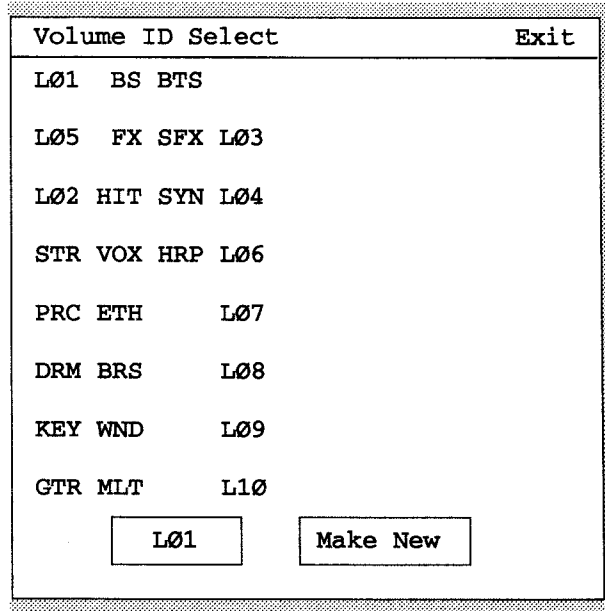 Volume ID Select Exit
LØ1 BS BTS
LØ5 FX SFX LØ3
LØ2 HIT SYN LØ4
STR VOX HRP LØ6
PRC ETH LØ7
DRM BRS LØ8
KEY WND LØ9
GTR MLT L1Ø
LØ1 Make New